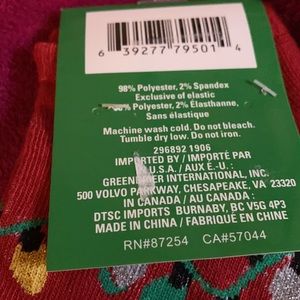 6 39277 79501 4
98% Polyester, 2% Spandex
Exclusive of elastic
% Polyester, 2% Élasthanne,
Sans élastique
Machine wash cold. Do not bleach.
Tumble dry low. Do not iron.
296892 1906
IMPORTED BY / IMPORTÉ PAR
U.S.A. / AUX É.U. :
GREENBRIER INTERNATIONAL, INC.
500 VOLVO PARKWAY, CHESAPEAKE, VA 23320
IN CANADA / AU CANADA :
DTSC IMPORTS BURNABY, BC V5G 4P3
MADE IN CHINA / FABRIQUÉ EN CHINE
RN#87254 CA#57044